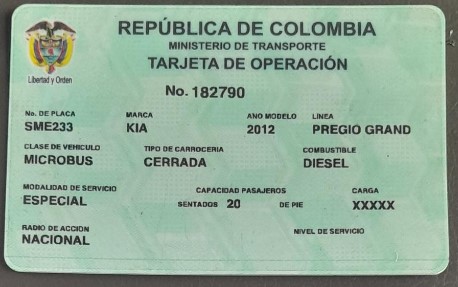 REPÚBLICA DE COLOMBIA
MINISTERIO DE TRANSPORTE
TARJETA DE OPERACIÓN
Libertad y Orden
No. 182790
No. DE PLACA MARCA ANO MODELO LINEA
SME233 KIA 2012 PREGIO GRAND
CLASE DE VEHICULO TIPO DE CARROCERIA COMBUSTIBLE
MICROBUS CERRADA DIESEL
MODALIDAD DE SERVICIO CAPACIDAD PASAJEROS CARGA
ESPECIAL SENTADOS 20 DE PIE XXXXX
RADIO DE ACCION NIVEL DE SERVICIO
NACIONAL